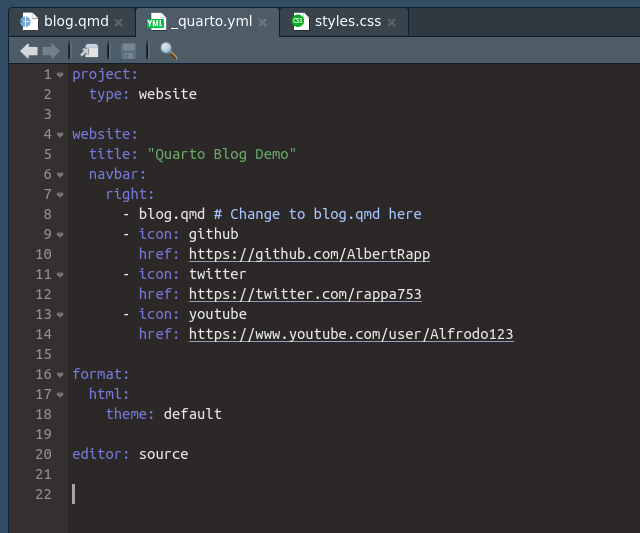 blog.qmd _quarto.yml styles.css
1 project:
2 type: website
3
4 website:
5 title: "Quarto Blog Demo"
6 navbar:
7 right:
8 - blog.qmd # Change to blog.qmd here
9 - icon: github
10 href: https://github.com/AlbertRapp
11 - icon: twitter
12 href: https://twitter.com/rappa753
13 - icon: youtube
14 href: https://www.youtube.com/user/Alfrodo123
15
16 format:
17 html:
18 theme: default
19
20 editor: source
21
22